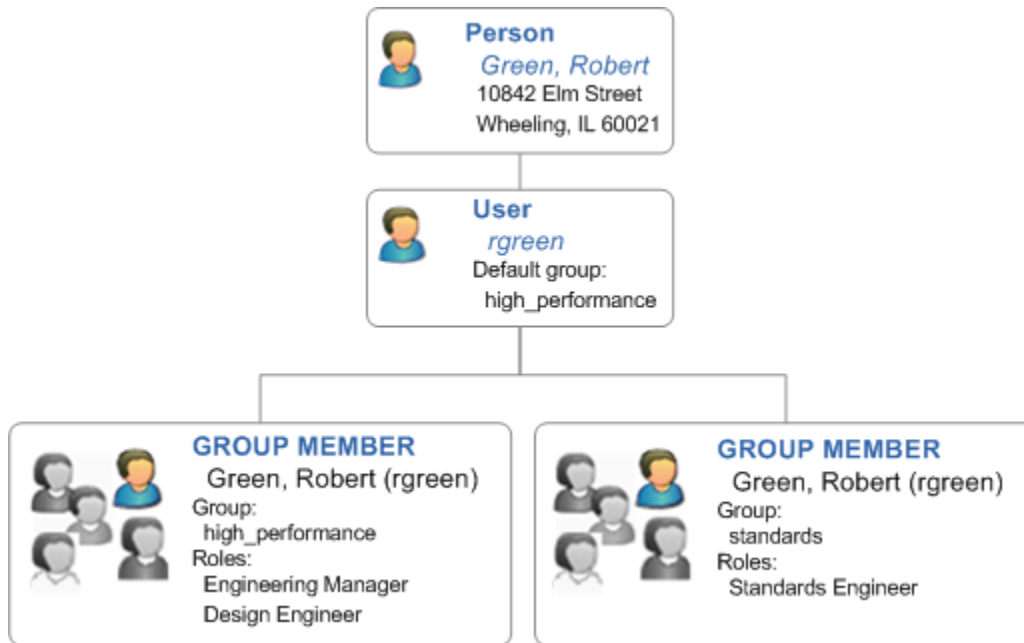 Person
Green, Robert
10842 Elm Street
Wheeling, IL 60021
User
rgreen
Default group:
high_performance
GROUP MEMBER
Green, Robert (rgreen)
Group:
high_performance
Roles:
Engineering Manager
Design Engineer
GROUP MEMBER
Green, Robert (rgreen)
Group:
standards
Roles:
Standards Engineer